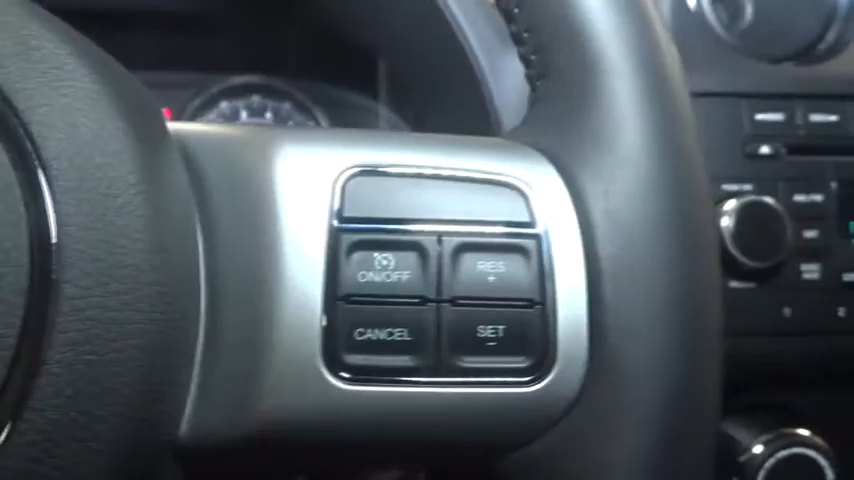 ON/OFF
RES
+
CANCEL
SET
-